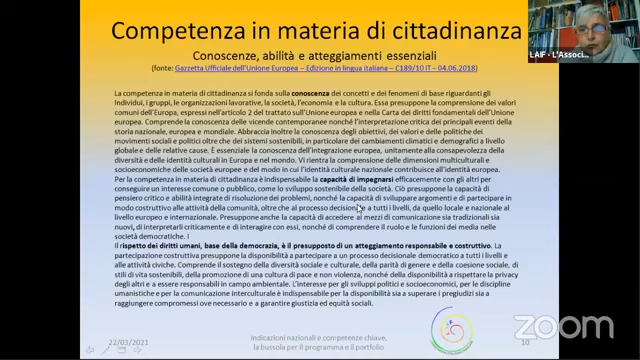 Competenza in materia di cittadinanza
Conoscenze, abilità e atteggiamenti essenziali
(fonte: Gazzetta Ufficiale dell'Unione Europea – Edizione in lingua italiana – C189/10 IT – 04.06.2018)
LAIF - L'Associ...
La competenza in materia di cittadinanza si fonda sulla conoscenza dei concetti e dei fenomeni di base riguardanti gli
individui, i gruppi, le organizzazioni lavorative, la società, l'economia e la cultura. Essa presuppone la comprensione dei valori
comuni dell'Europa, espressi nell'articolo 2 del trattato sull'Unione europea e nella Carta dei diritti fondamentali dell'Unione
europea. Comprende la conoscenza delle vicende contemporanee nonché l'interpretazione critica dei principali eventi della
storia nazionale, europea e mondiale. Abbraccia inoltre la conoscenza degli obiettivi, dei valori e delle politiche dei
movimenti sociali e politici oltre che dei sistemi sostenibili, in particolare dei cambiamenti climatici e demografici a livello
globale e delle relative cause. È essenziale la conoscenza dell'integrazione europea, unitamente alla consapevolezza della
diversità e delle identità culturali in Europa e nel mondo. Vi rientra la comprensione delle dimensioni multiculturali e
socioeconomiche delle società europee e del modo in cui l'identità culturale nazionale contribuisce all'identità europea.
Per la competenza in materia di cittadinanza è indispensabile la capacità di impegnarsi efficacemente con gli altri
per conseguire un interesse comune o pubblico, come lo sviluppo sostenibile della società. Ciò presuppone la capacità di
pensiero critico e abilità integrate di risoluzione dei problemi, nonché la capacità di sviluppare argomenti e di partecipare in
modo costruttivo alle attività della comunità, oltre che al processo decisionale a tutti i livelli, da quello locale e nazionale al
livello europeo e internazionale. Presuppone anche la capacità di accedere ai mezzi di comunicazione sia tradizionali sia
nuovi, di interpretarli criticamente e di interagire con essi, nonché di comprendere il ruolo e le funzioni dei media nelle
società democratiche. I
Il rispetto dei diritti umani, base della democrazia, è il presupposto di un atteggiamento responsabile e costruttivo. La
partecipazione costruttiva presuppone la disponibilità a partecipare a un processo decisionale democratico a tutti i livelli e
alle attività civiche. Comprende il sostegno della diversità sociale e culturale, della parità di genere e della coesione sociale, di
stili di vita sostenibili, della promozione di una cultura di pace e non violenza, nonché della disponibilità a rispettare la privacy
degli altri e a essere responsabili in campo ambientale. L'interesse per gli sviluppi politici e socioeconomici, per le discipline
umanistiche e per la comunicazione interculturale è indispensabile per la disponibilità sia a superare i pregiudizi sia a
raggiungere compromessi ove necessario e a garantire giustizia ed equità sociali.
22/03/2021
Indicazioni nazionali e competenze chiave,
la bussola per il programma e il portfolio
10
zoom